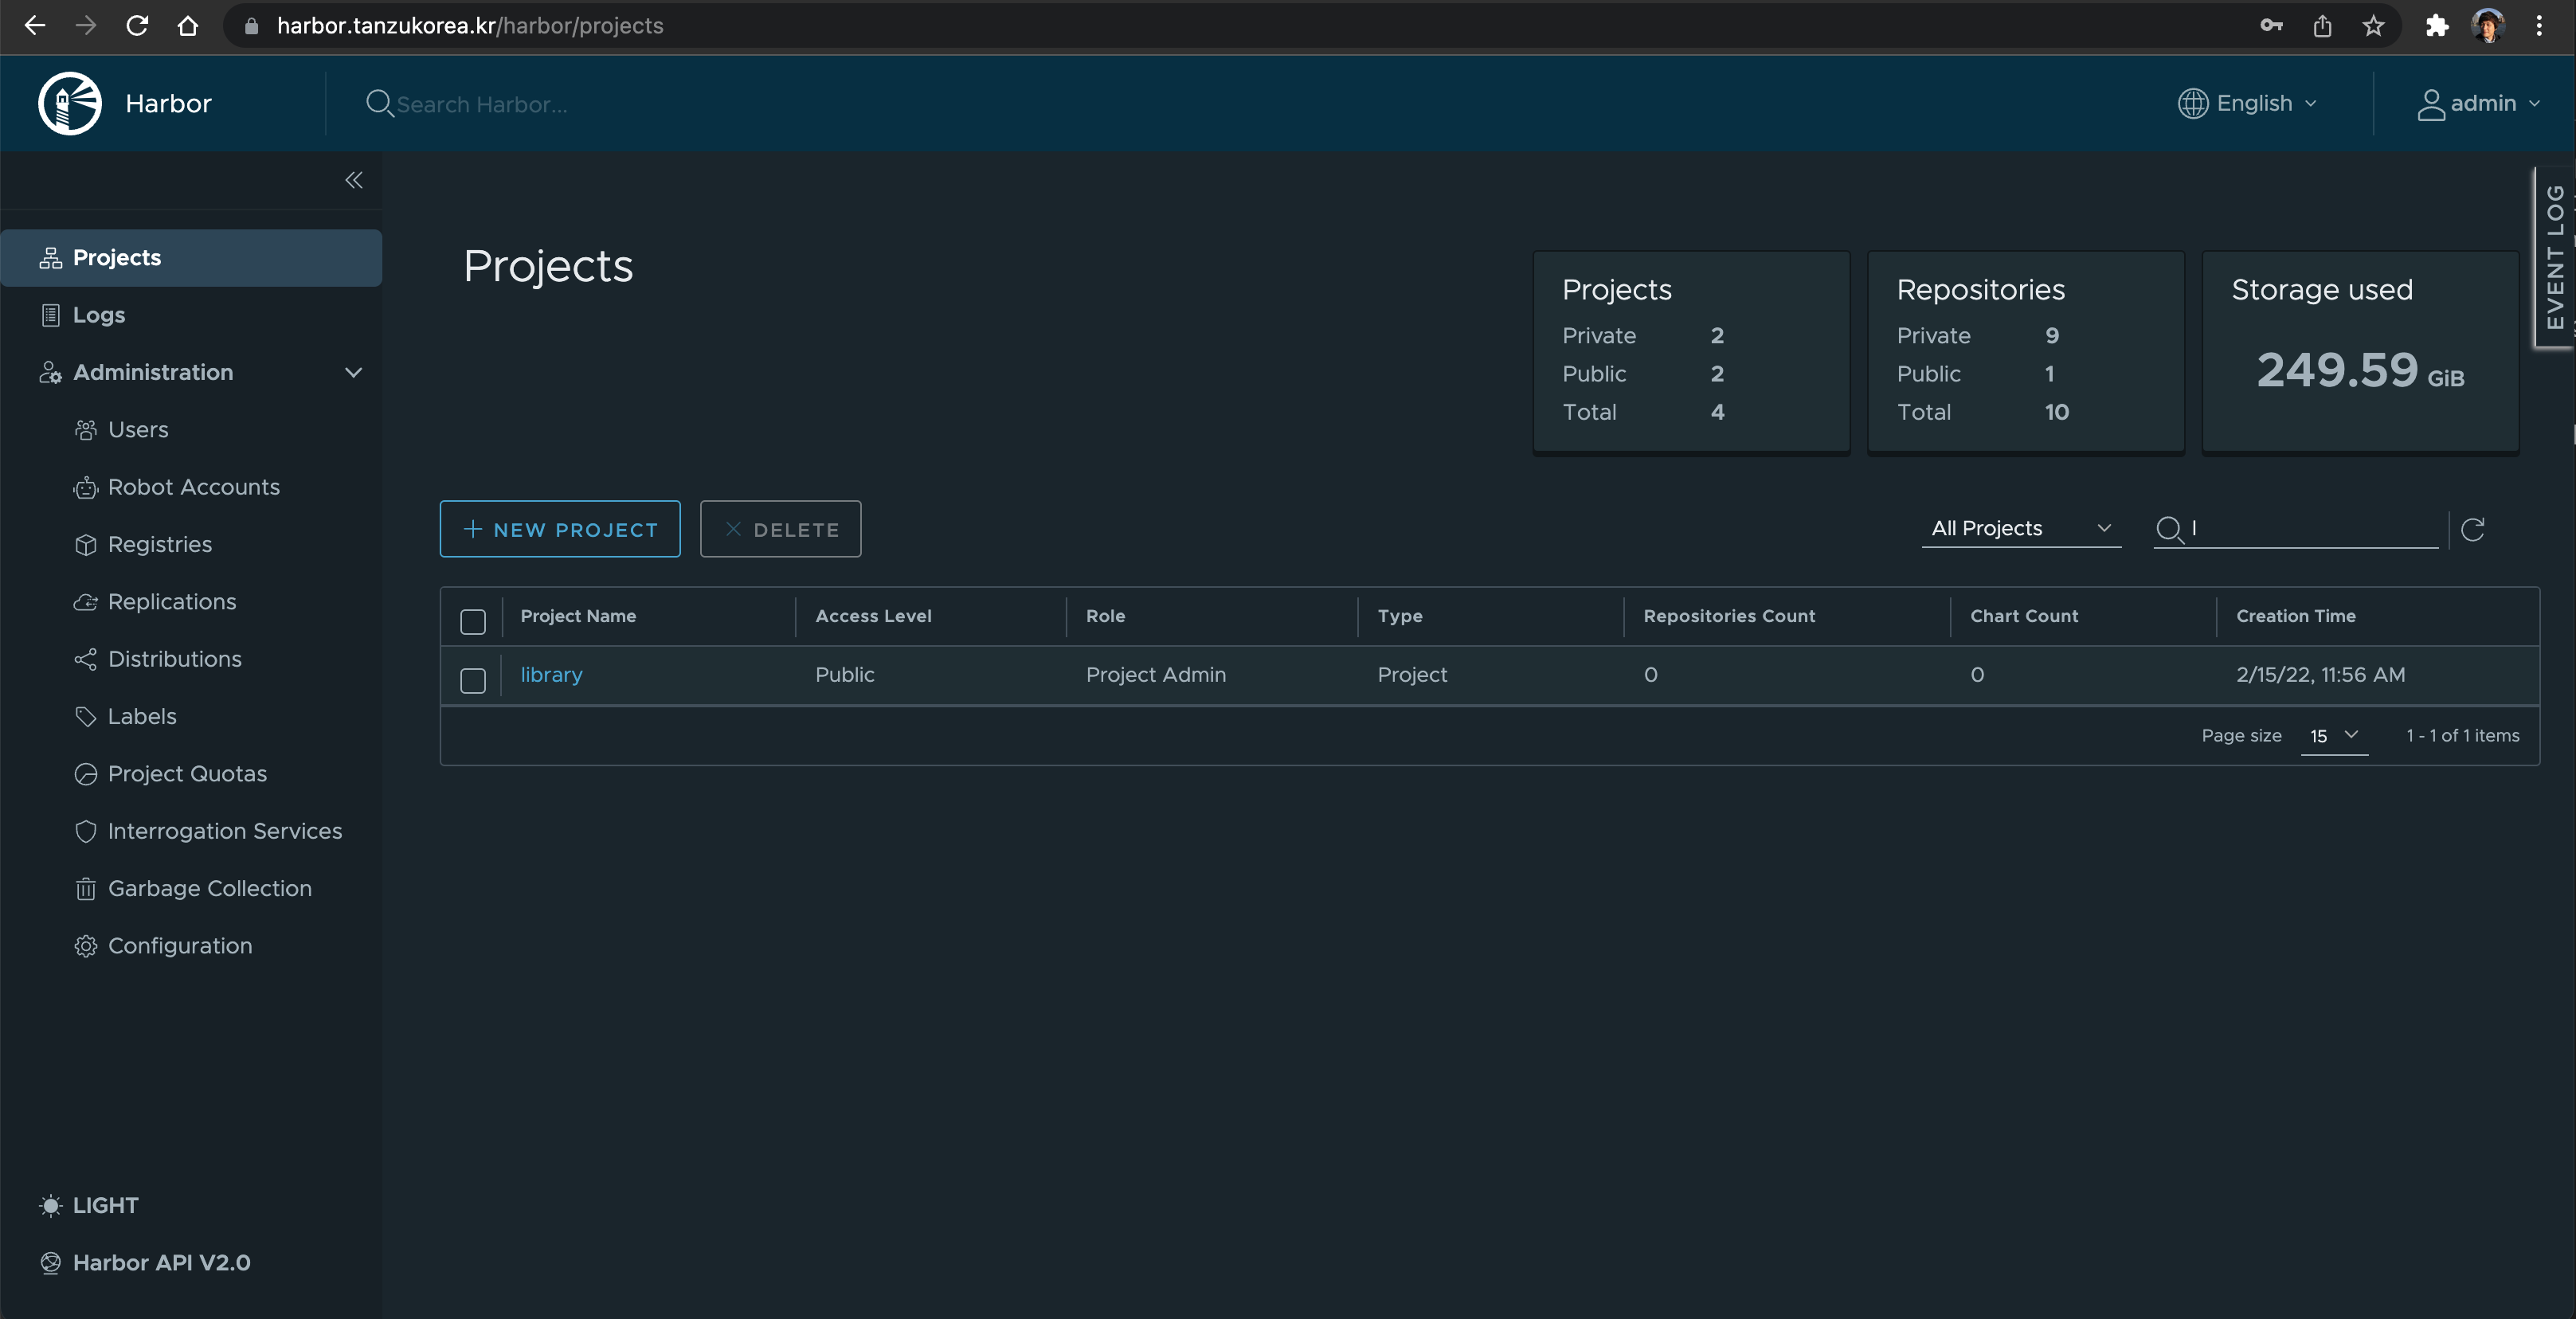 harbor.tanzukorea.kr/harbor/projects
Harbor
Search Harbor...
English
admin
EVENT LOG
Projects
Logs
Administration
Users
Robot Accounts
Registries
Replications
Distributions
Labels
Project Quotas
Interrogation Services
Garbage Collection
Configuration
LIGHT
Harbor API V2.0
Projects
Projects
Private 2
Public 2
Total 4
Repositories
Private 9
Public 1
Total 10
Storage used
249.59 GiB
NEW PROJECT
DELETE
All Projects
l
Project Name Access Level Role Type Repositories Count Chart Count Creation Time
library Public Project Admin Project 0 0 2/15/22, 11:56 AM
Page size 15 1 - 1 of 1 items